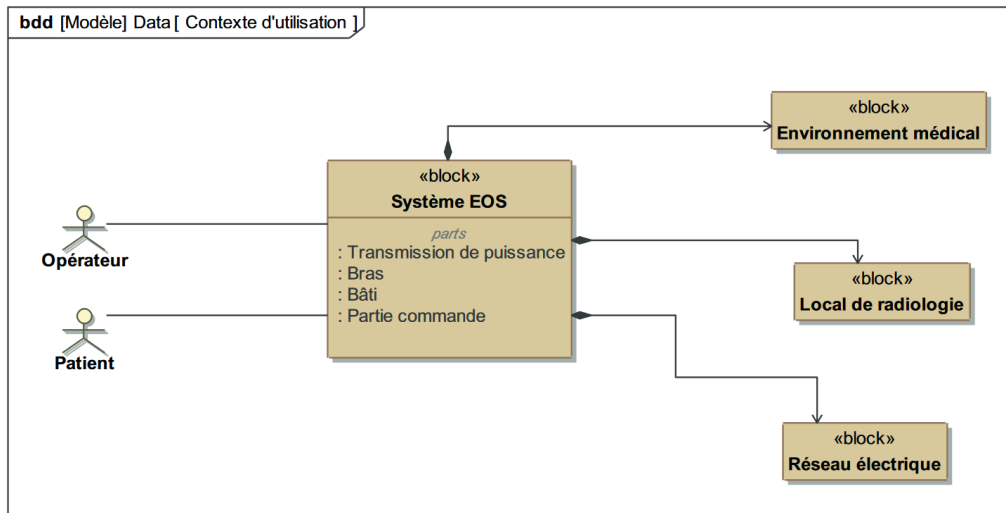 bdd [Modèle] Data [ Contexte d'utilisation ]
«block»
Environnement médical
«block»
Système EOS
parts
: Transmission de puissance
: Bras
: Bâti
: Partie commande
Opérateur
Patient
«block»
Local de radiologie
«block»
Réseau électrique